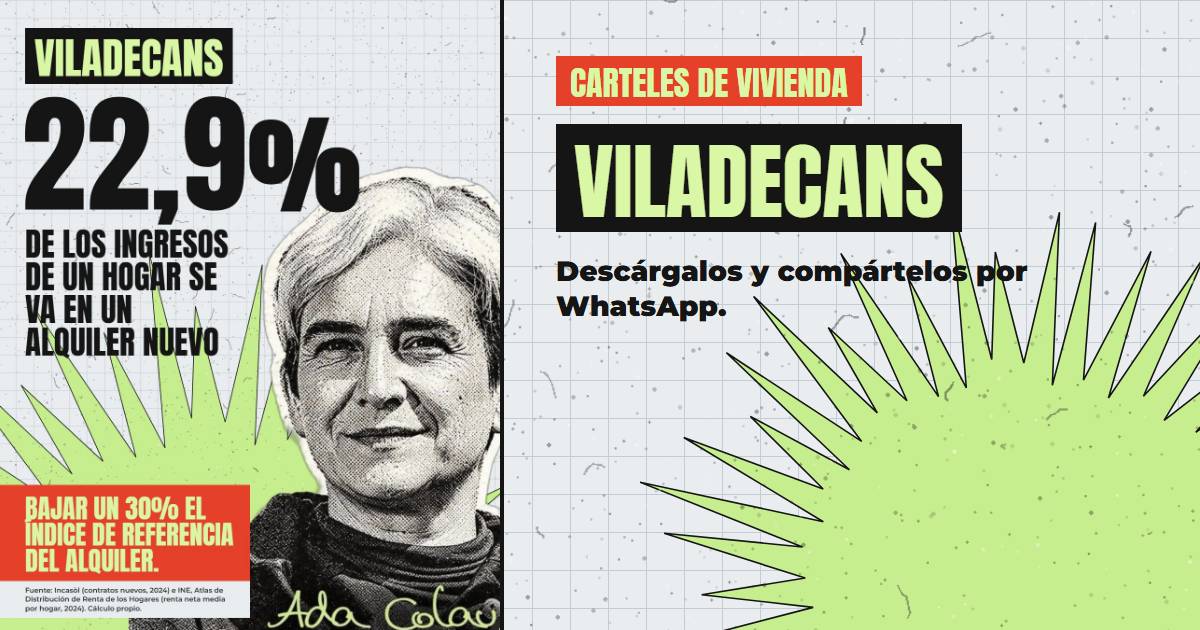 VILADECANS
22,9%
DE LOS INGRESOS
DE UN HOGAR SE
VA EN UN
ALQUILER NUEVO
BAJAR UN 30% EL
ÍNDICE DE REFERENCIA
DEL ALQUILER.
Fuente: Incasòl (contratos nuevos, 2024) e INE, Atlas de
Distribución de Renta de los Hogares (renta neta media
por hogar, 2024). Cálculo propio.
Ada Colau
CARTELES DE VIVIENDA
VILADECANS
Descárgalos y compártelos por
WhatsApp.